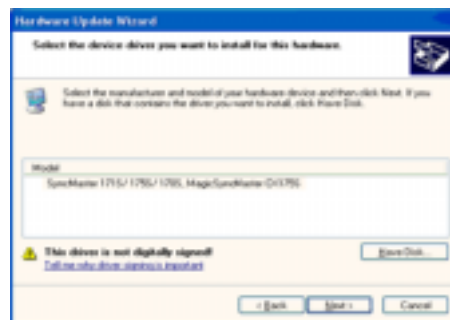 Hardware Update Wizard
Select the device driver you want to install for this hardware.
Select the manufacturer and model of your hardware device and then click Next. If you
have a disk that contains the driver you want to install, click Have Disk.
Model
SyncMaster 171S/ 175S/ 170S, MagicSyncMaster
This driver is not digitally signed!
Have Disk...
Tell me why driver signing is important
< Back
Next >
Cancel